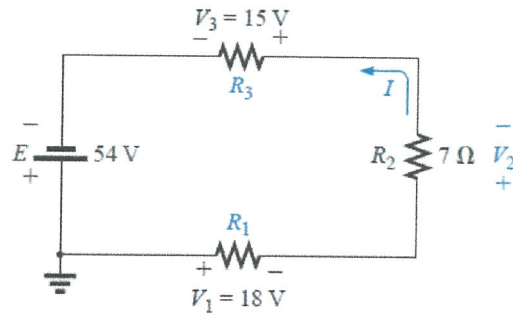 V₃ = 15 V
− +
R₃
I
−
E 54 V
+
R₂ 7 Ω
−
V₂
+
R₁
+ −
V₁ = 18 V